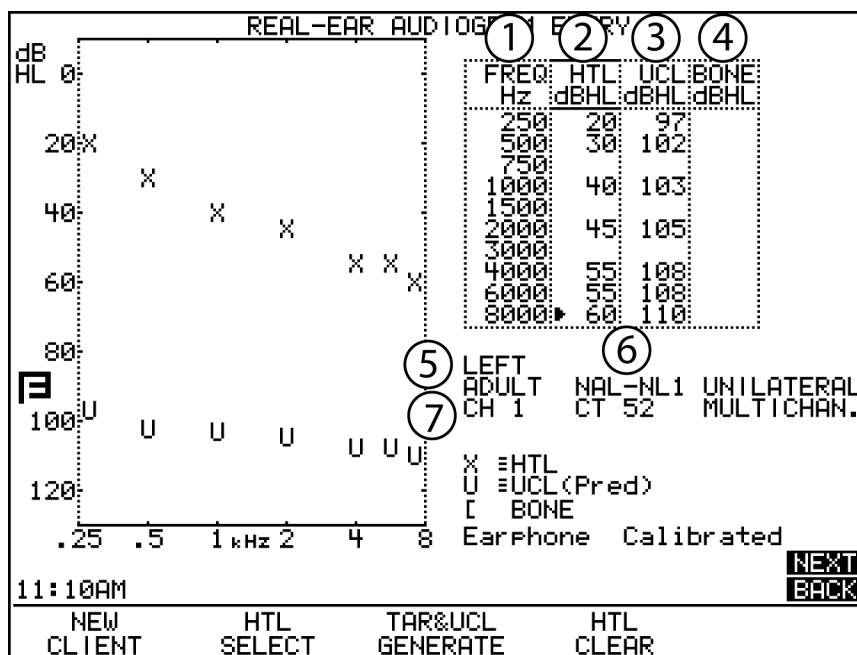 REAL-EAR AUDIOGRAM ENTRY
1 2 3 4
dB
HL
0
20
40
60
80
100
120
.25 .5 1 kHz 2 4 8
FREQ HTL UCL BONE
Hz dBHL dBHL dBHL
250 20 97
500 30 102
750
1000 40 103
1500
2000 45 105
3000
4000 55 108
6000 55 108
8000 60 110
5 6
LEFT
ADULT NAL-NL1 UNILATERAL
7 CH 1 CT 52 MULTICHAN.
X HTL
U UCL(Pred)
[ BONE
Earphone Calibrated
NEXT
11:10AM BACK
NEW HTL TAR&UCL HTL
CLIENT SELECT GENERATE CLEAR